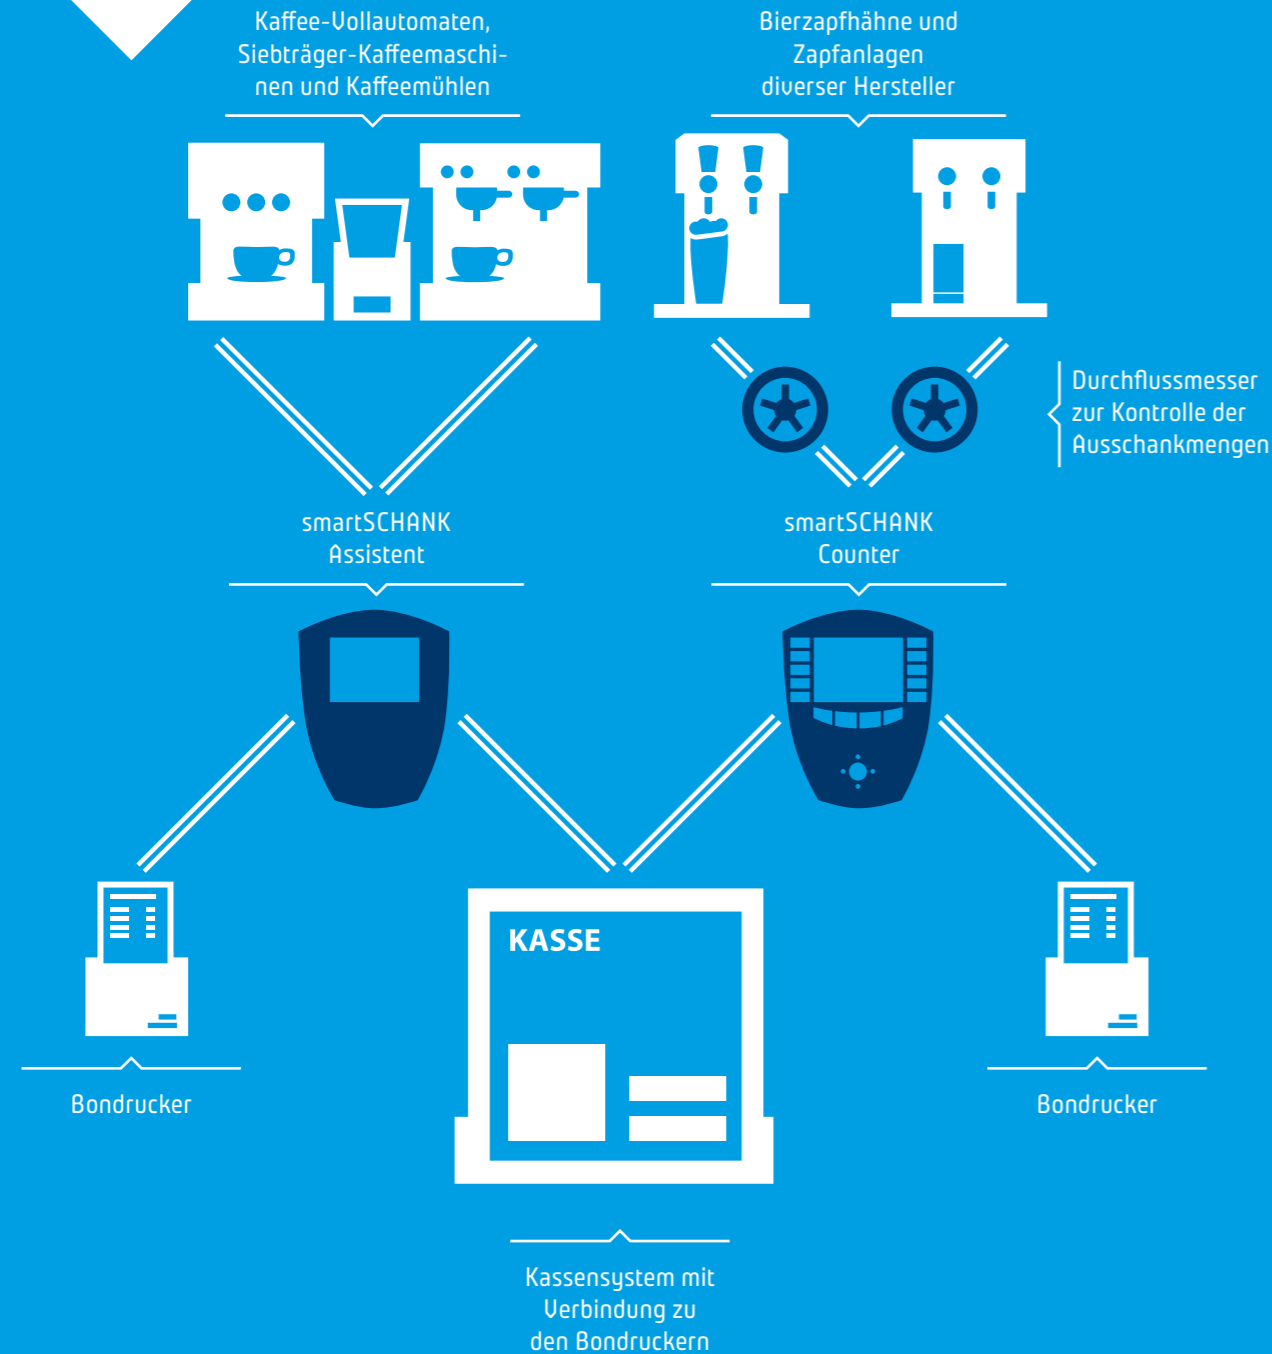 Kaffee-Vollautomaten,
Siebträger-Kaffeemaschi-
nen und Kaffeemühlen
Bierzapfhähne und
Zapfanlagen
diverser Hersteller
Durchflussmesser
zur Kontrolle der
Ausschankmengen
smartSCHANK
Assistent
smartSCHANK
Counter
KASSE
Bondrucker
Bondrucker
Kassensystem mit
Verbindung zu
den Bondruckern